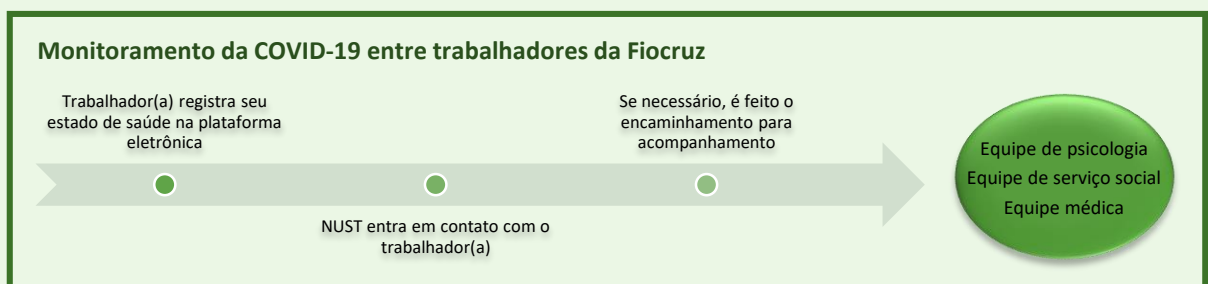 Monitoramento da COVID-19 entre trabalhadores da Fiocruz
Trabalhador(a) registra seu
estado de saúde na plataforma
eletrônica
NUST entra em contato com o
trabalhador(a)
Se necessário, é feito o
encaminhamento para
acompanhamento
Equipe de psicologia
Equipe de serviço social
Equipe médica